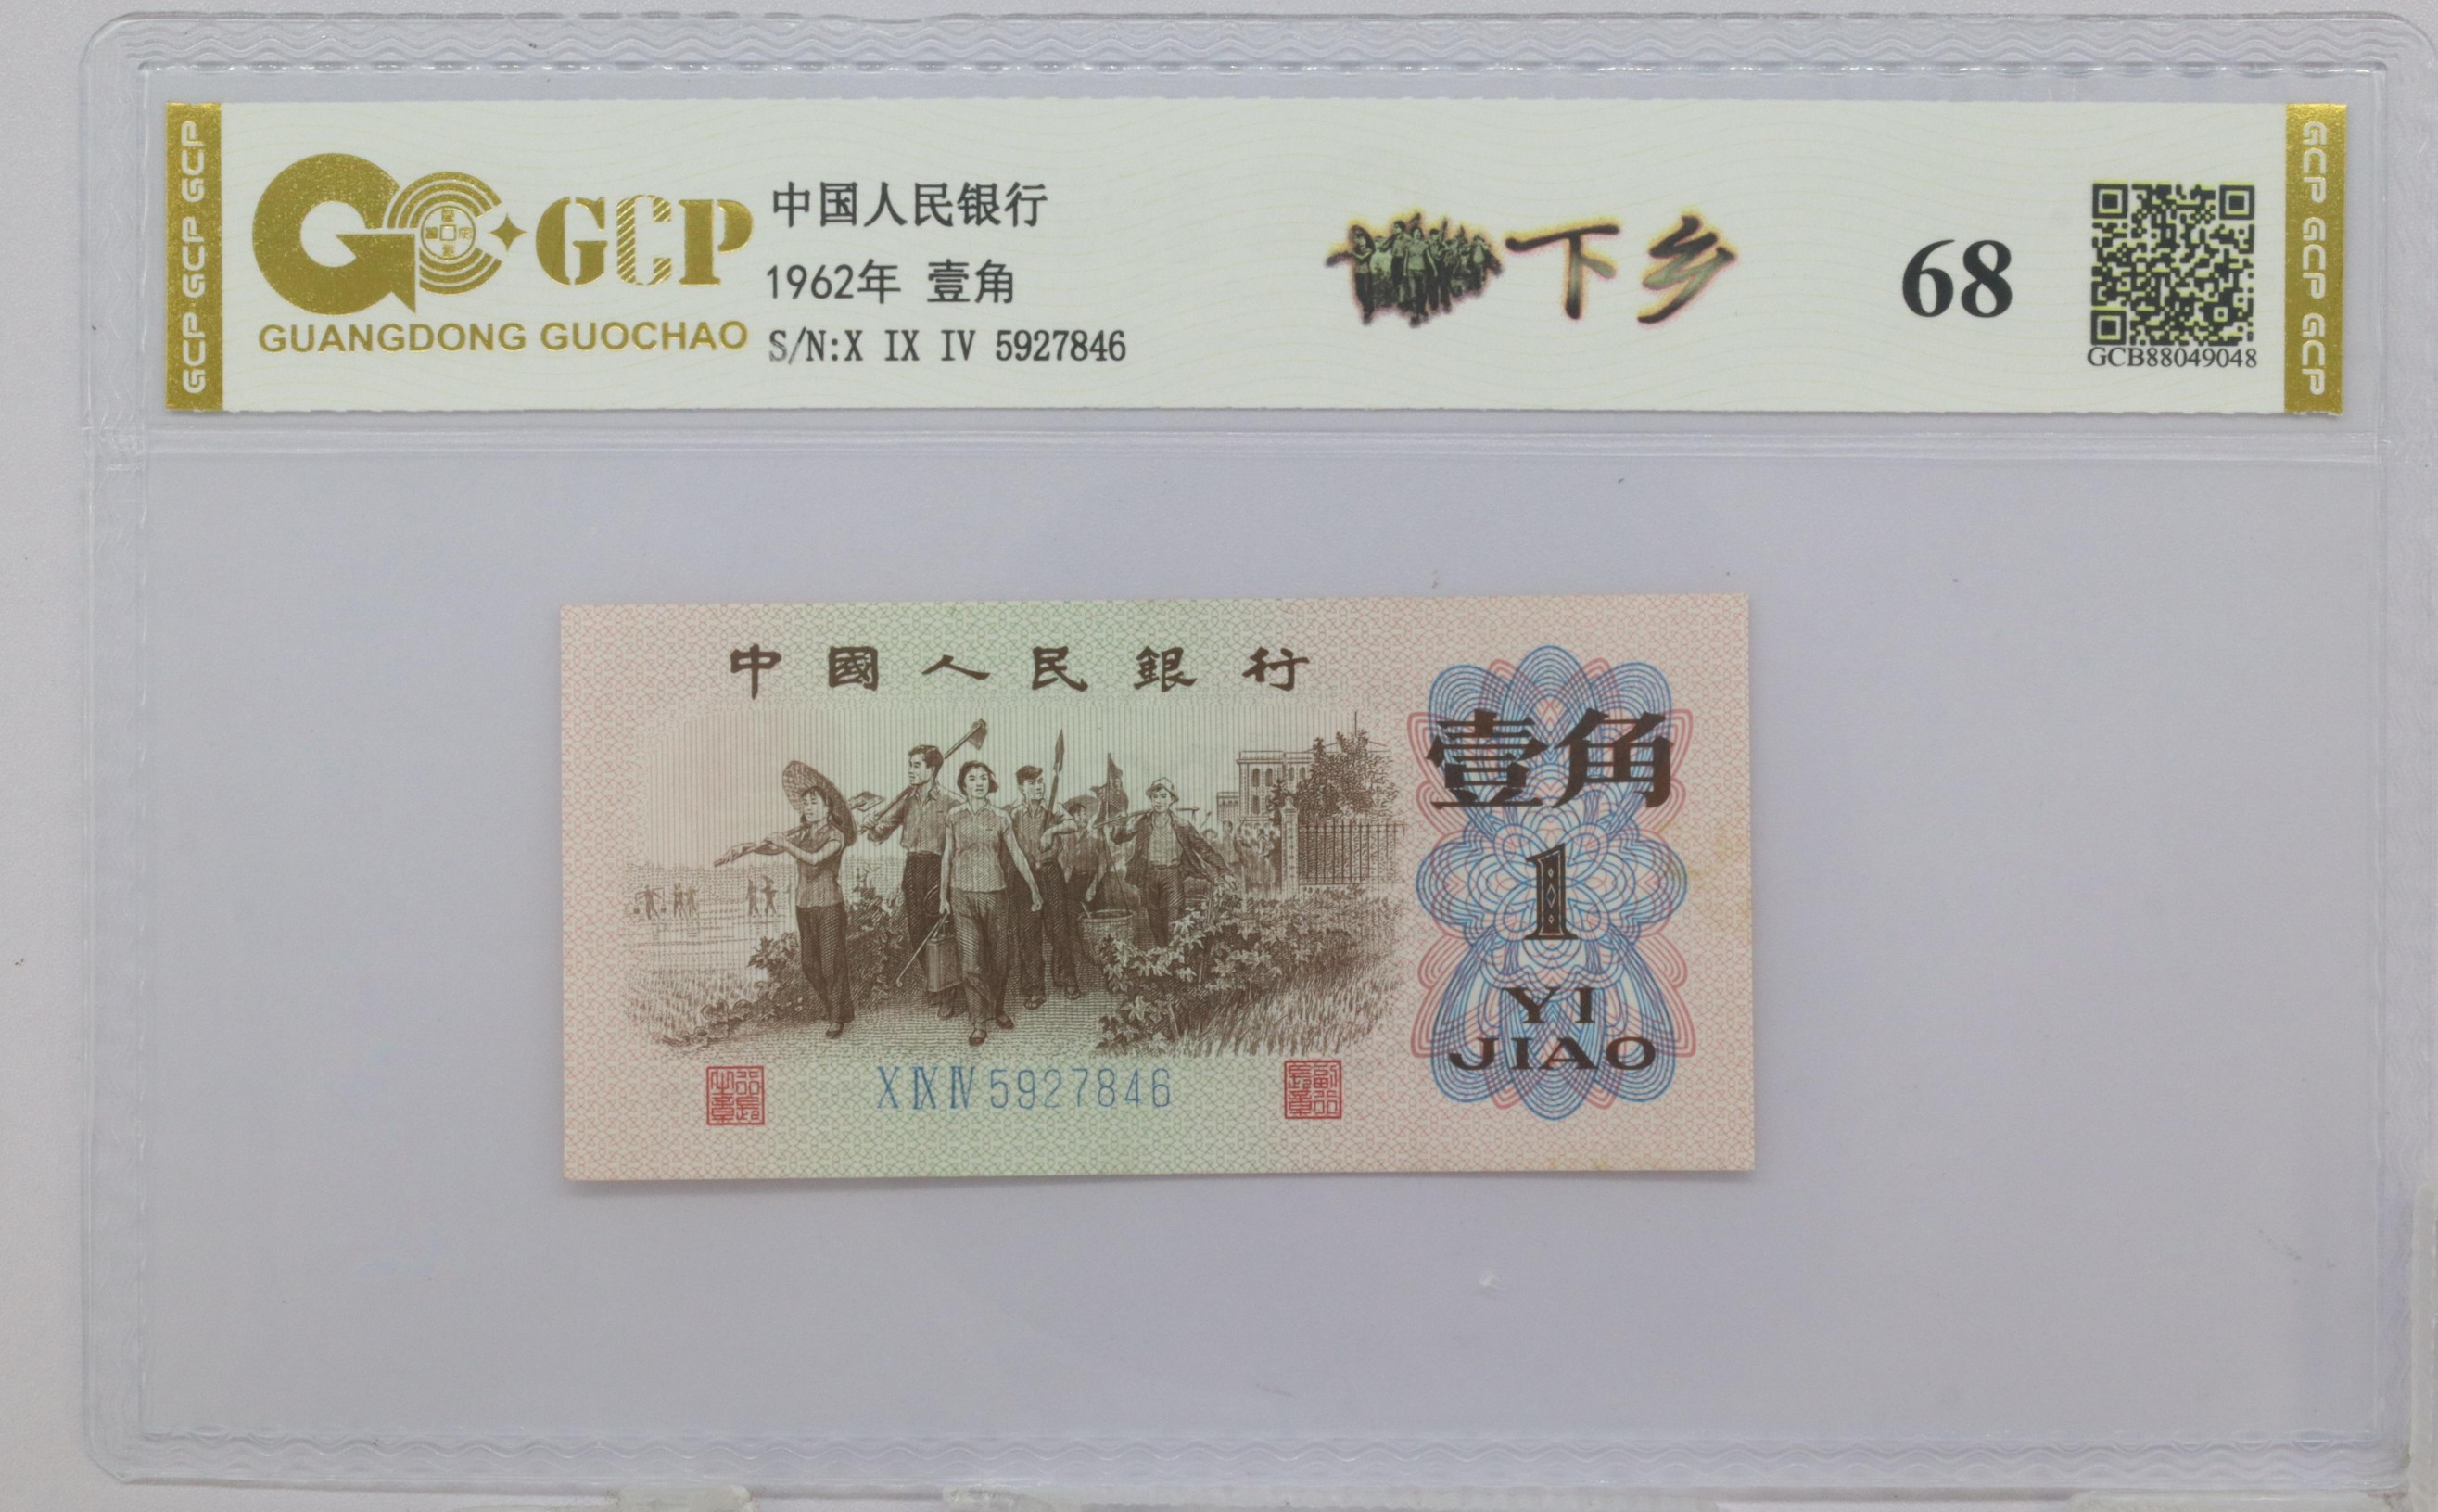 GCP GCP GCP
GCP
GUANGDONG GUOCHAO
中国人民银行
1962年 壹角
S/N:X IX IV 5927846
下乡
68
GCB88049048
GCP GCP GCP
中國人民銀行
壹角
1
YI
JIAO
X IX IV 5927846